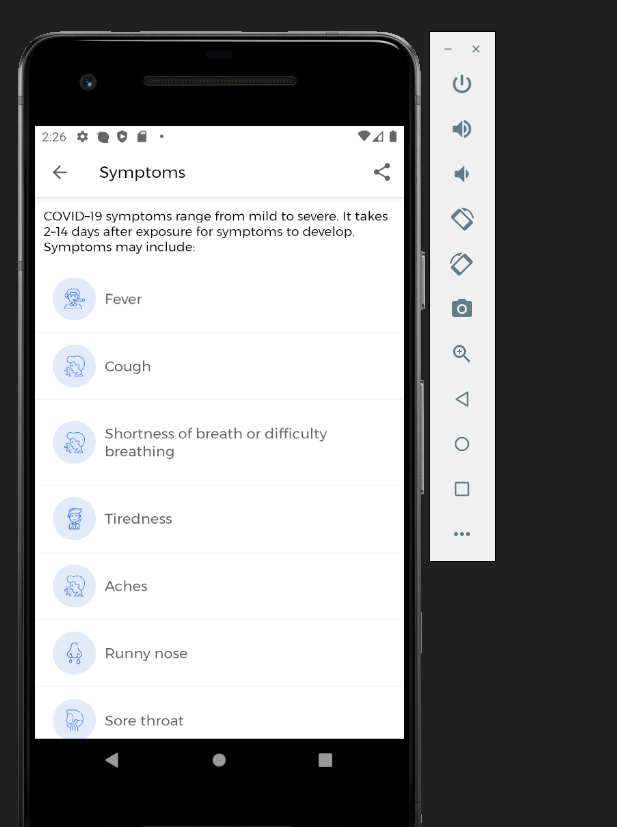 2:26
Symptoms
COVID-19 symptoms range from mild to severe. It takes
2-14 days after exposure for symptoms to develop.
Symptoms may include:
Fever
Cough
Shortness of breath or difficulty
breathing
Tiredness
Aches
Runny nose
Sore throat